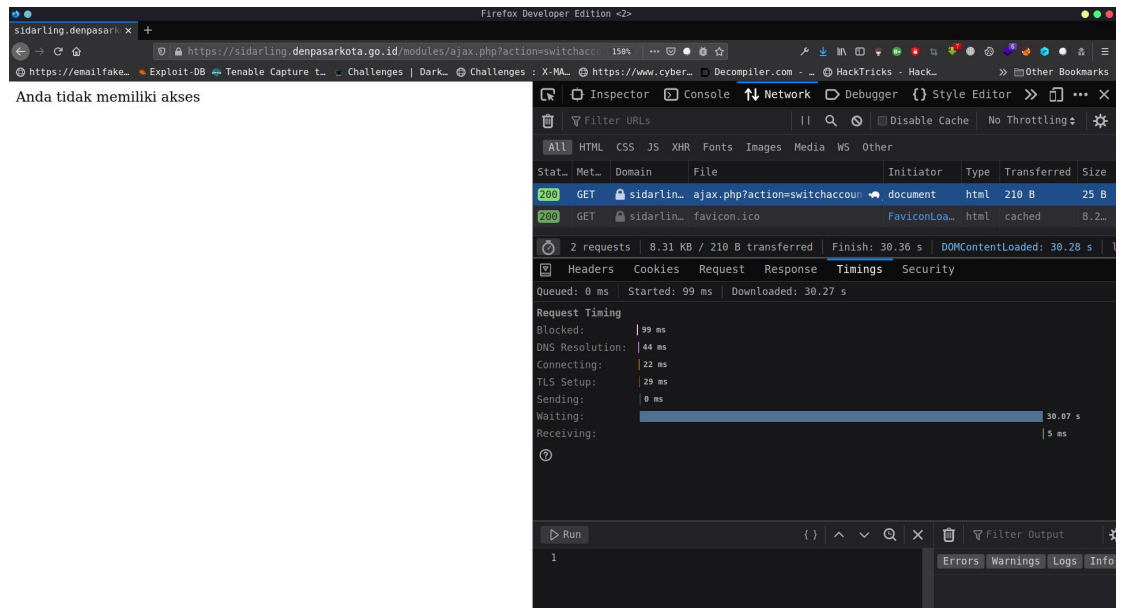 Firefox Developer Edition <2>
sidarling.denpasark × +
https://sidarling.denpasarkota.go.id/modules/ajax.php?action=switchacco 150%
https://emailfake… Exploit-DB Tenable Capture t… Challenges | Dark… Challenges : X-MA… https://www.cyber… Decompiler.com - … HackTricks - Hack… » Other Bookmarks
Anda tidak memiliki akses
Inspector Console Network Debugger {} Style Editor
Filter URLs Disable Cache No Throttling
All HTML CSS JS XHR Fonts Images Media WS Other
Stat… Met… Domain File Initiator Type Transferred Size
200 GET sidarlin… ajax.php?action=switchaccoun document html 210 B 25 B
200 GET sidarlin… favicon.ico FaviconLoa… html cached 8.2…
2 requests 8.31 KB / 210 B transferred Finish: 30.36 s DOMContentLoaded: 30.28 s
Headers Cookies Request Response Timings Security
Queued: 0 ms Started: 99 ms Downloaded: 30.27 s
Request Timing
Blocked: 99 ms
DNS Resolution: 44 ms
Connecting: 22 ms
TLS Setup: 29 ms
Sending: 0 ms
Waiting: 30.07 s
Receiving: 5 ms
Run {} Filter Output
1
Errors Warnings Logs Info